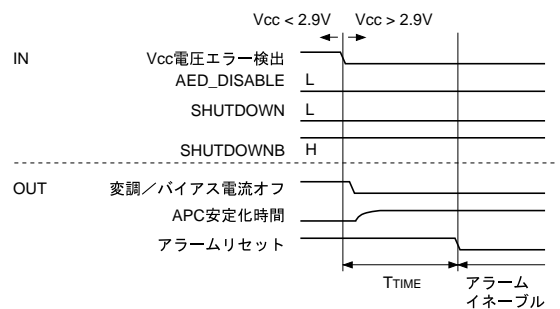 Vcc < 2.9V Vcc > 2.9V
IN Vcc電圧エラー検出
AED_DISABLE L
SHUTDOWN L
SHUTDOWNB H
OUT 変調／バイアス電流オフ
APC安定化時間
アラームリセット
TTIME アラーム
イネーブル